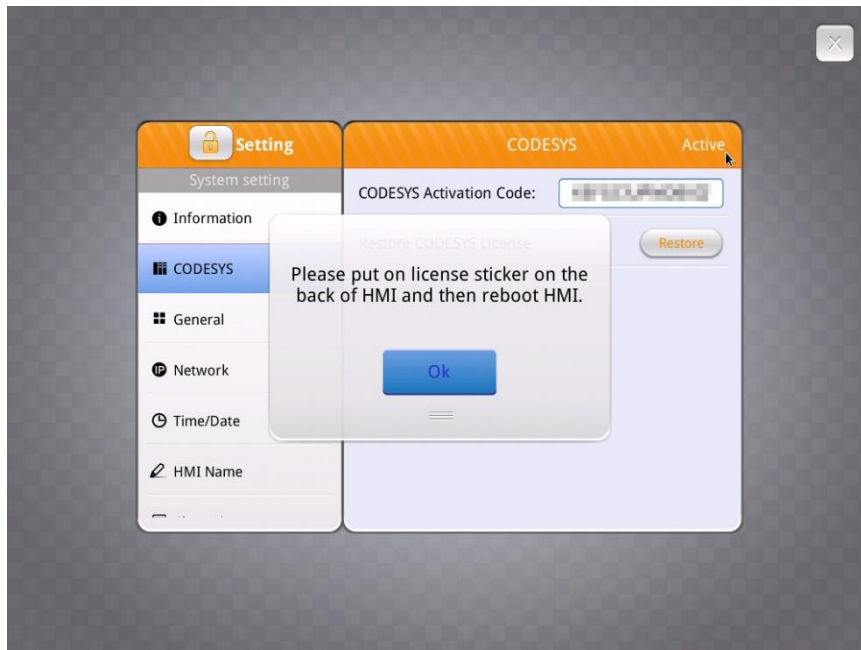 Setting
System setting
Information
CODESYS
General
Network
Time/Date
HMI Name
CODESYS
Active
CODESYS Activation Code:
Restore CODESYS License
Restore
Please put on license sticker on the
back of HMI and then reboot HMI.
Ok